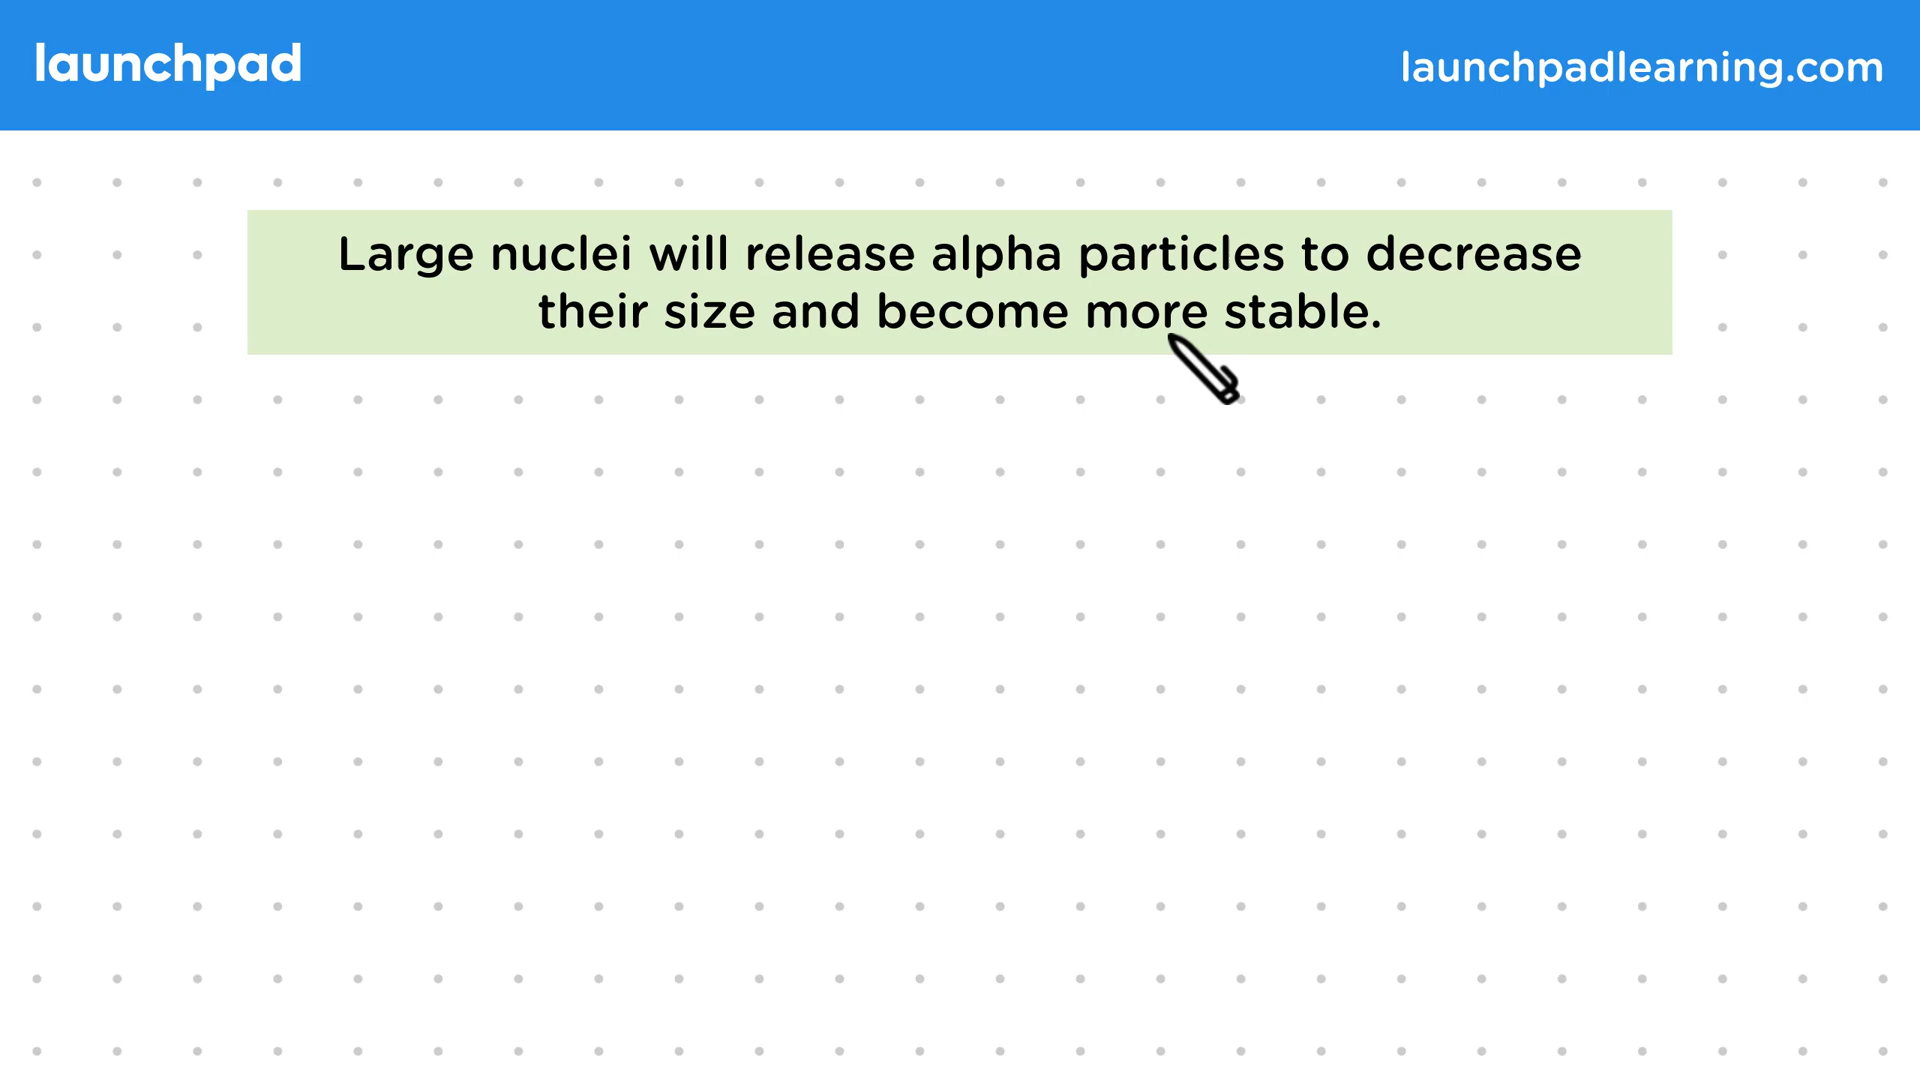 launchpad
launchpadlearning.com
Large nuclei will release alpha particles to decrease
their size and become more stable.